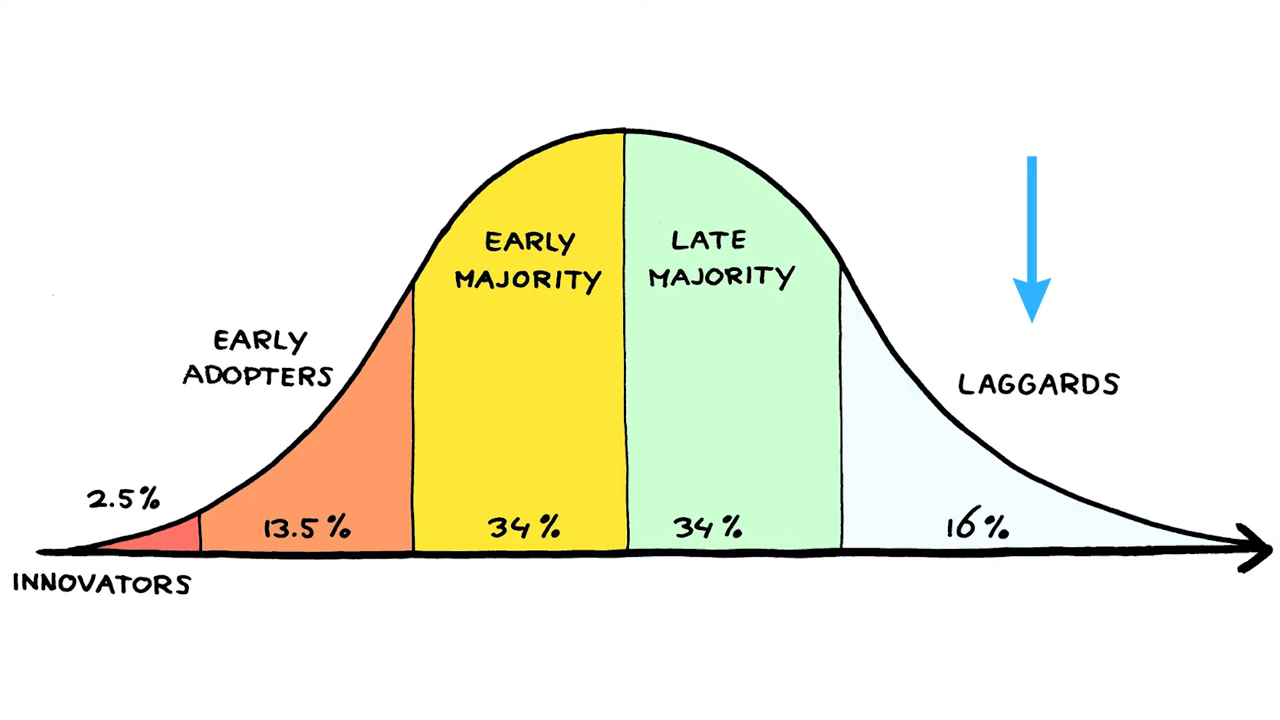 EARLY
MAJORITY
LATE
MAJORITY
EARLY
ADOPTERS
LAGGARDS
2.5%
13.5%
34%
34%
16%
INNOVATORS